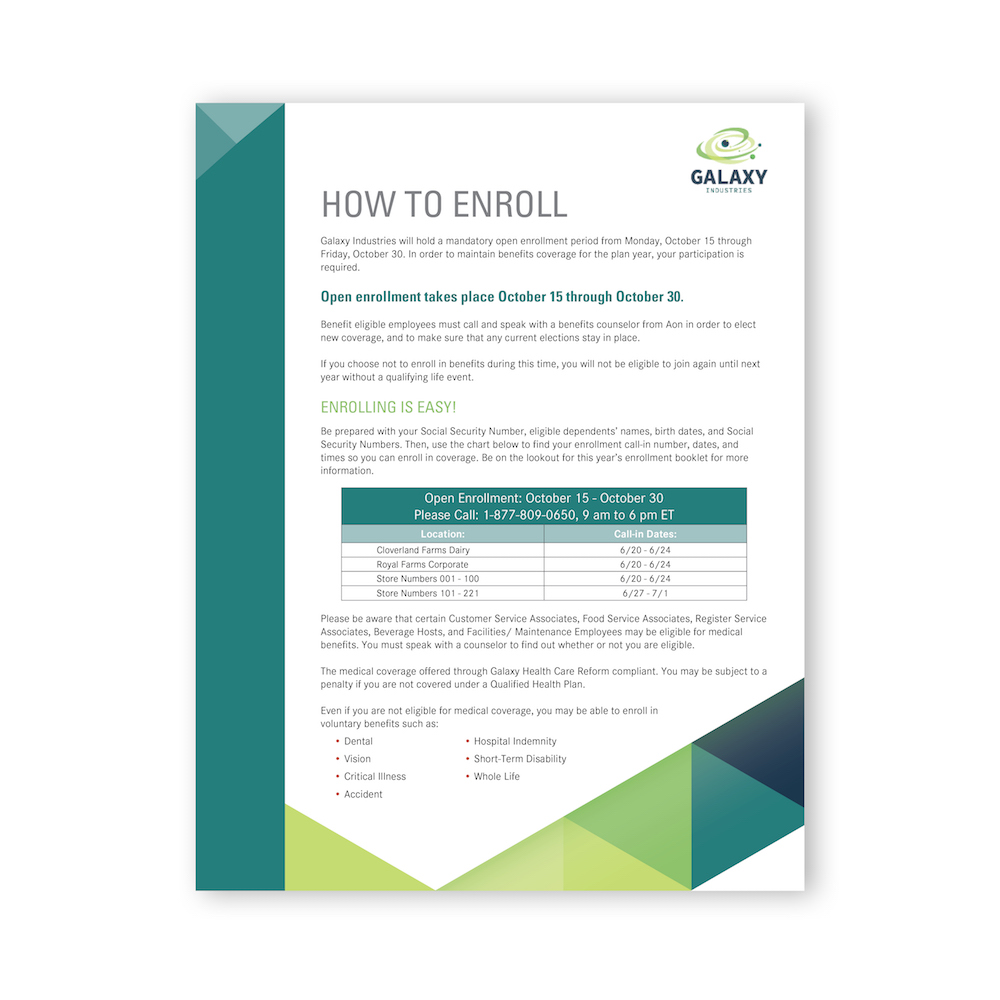 GALAXY
INDUSTRIES
HOW TO ENROLL
Galaxy Industries will hold a mandatory open enrollment period from Monday, October 15 through
Friday, October 30. In order to maintain benefits coverage for the plan year, your participation is
required.
Open enrollment takes place October 15 through October 30.
Benefit eligible employees must call and speak with a benefits counselor from Aon in order to elect
new coverage, and to make sure that any current elections stay in place.
If you choose not to enroll in benefits during this time, you will not be eligible to join again until next
year without a qualifying life event.
ENROLLING IS EASY!
Be prepared with your Social Security Number, eligible dependents’ names, birth dates, and Social
Security Numbers. Then, use the chart below to find your enrollment call-in number, dates, and
times so you can enroll in coverage. Be on the lookout for this year’s enrollment booklet for more
information.
Open Enrollment: October 15 - October 30
Please Call: 1-877-809-0650, 9 am to 6 pm ET
Location: Call-in Dates:
Cloverland Farms Dairy 6/20 - 6/24
Royal Farms Corporate 6/20 - 6/24
Store Numbers 001 - 100 6/20 - 6/24
Store Numbers 101 - 221 6/27 - 7/1
Please be aware that certain Customer Service Associates, Food Service Associates, Register Service
Associates, Beverage Hosts, and Facilities/ Maintenance Employees may be eligible for medical
benefits. You must speak with a counselor to find out whether or not you are eligible.
The medical coverage offered through Galaxy Health Care Reform compliant. You may be subject to a
penalty if you are not covered under a Qualified Health Plan.
Even if you are not eligible for medical coverage, you may be able to enroll in
voluntary benefits such as:
• Dental
• Vision
• Critical Illness
• Accident
• Hospital Indemnity
• Short-Term Disability
• Whole Life